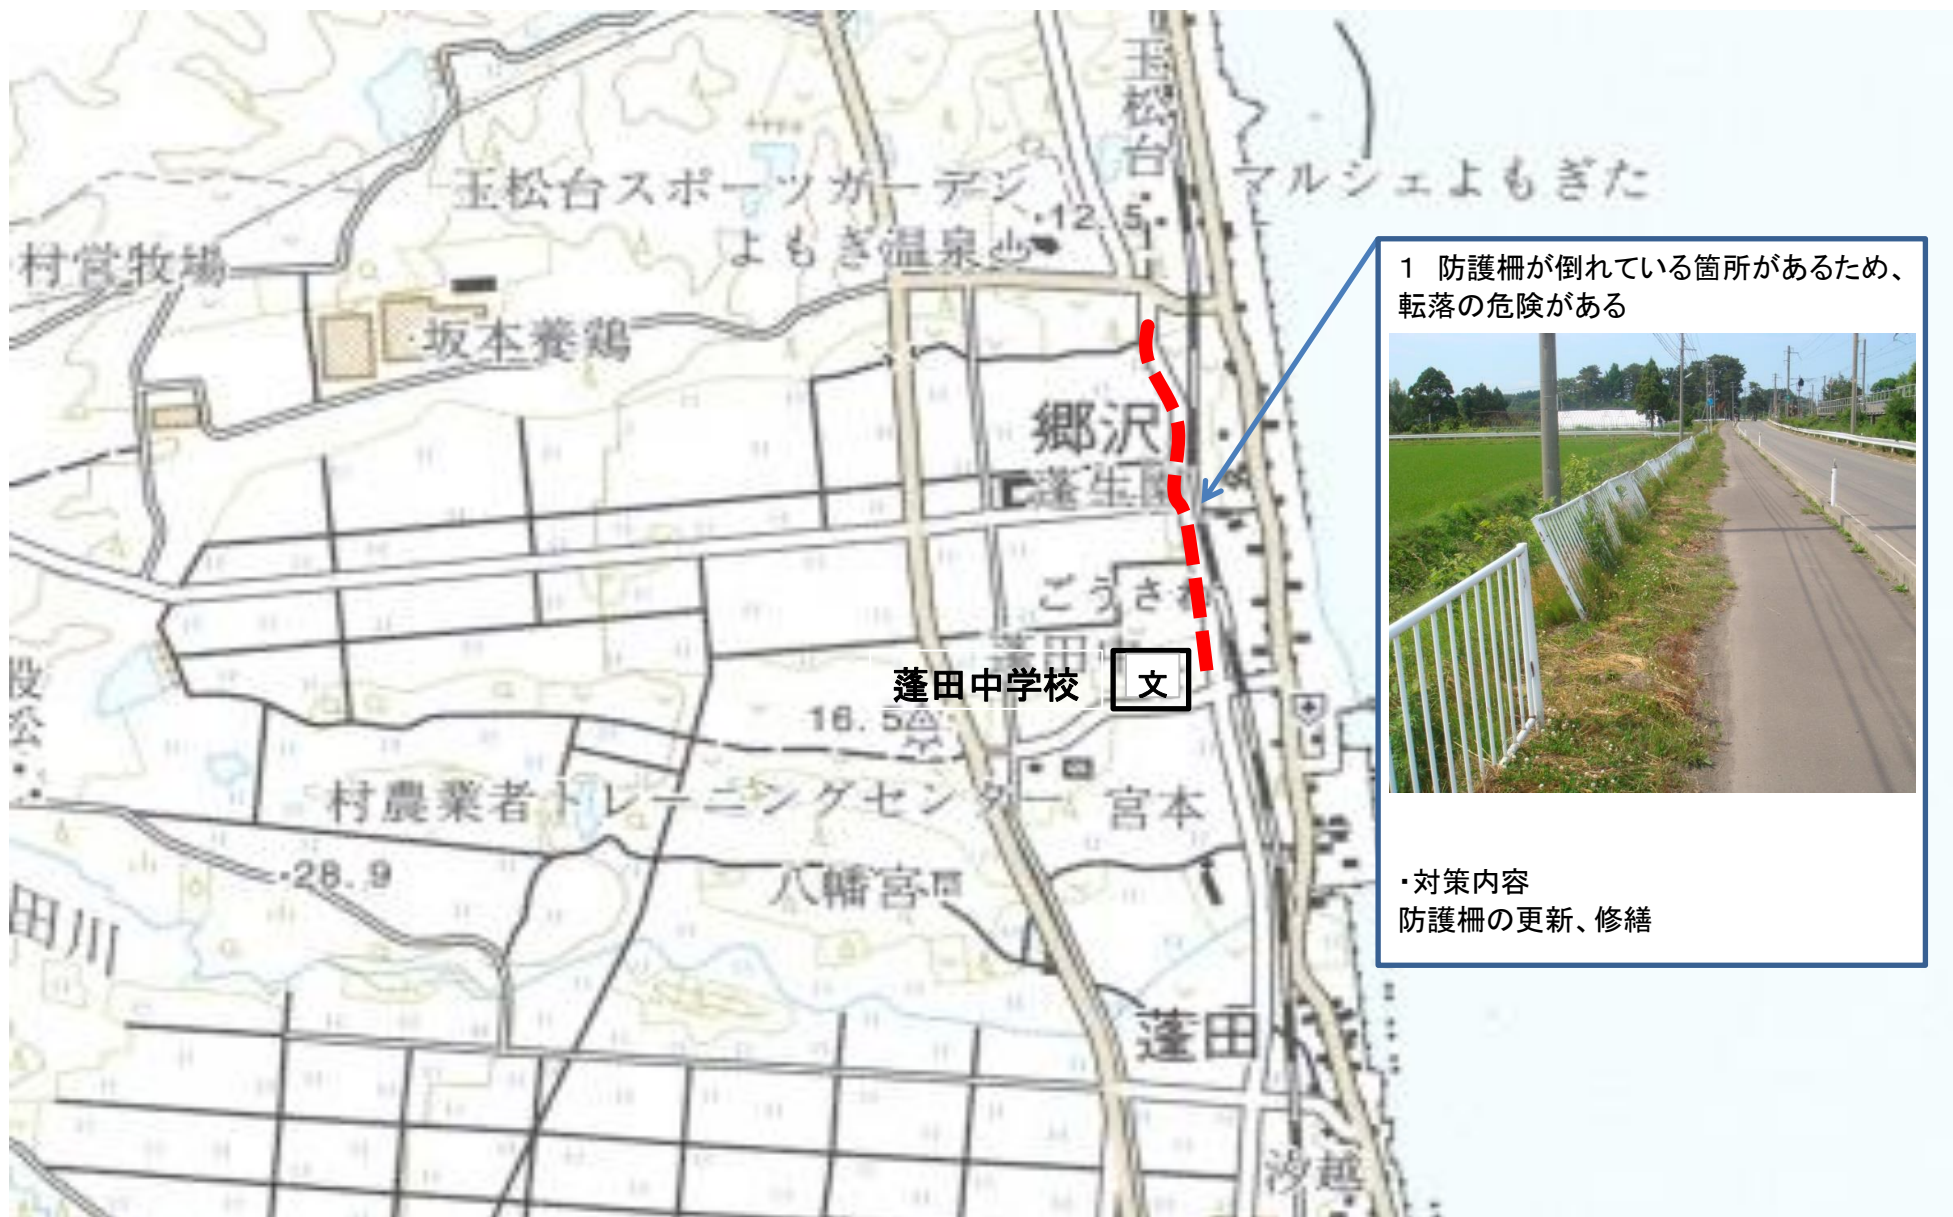 玉松台
マルシェよもぎた
玉松台スポーツガーデン
よもぎ温泉
・12.5
村営牧場
坂本養鶏
1 防護柵が倒れている箇所があるため、
転落の危険がある
郷沢
蓬生園
ごうさわ
蓬田中学校
文
16.5
村農業者トレーニングセンター
宮本
・28.9
八幡宮
田川
・対策内容
防護柵の更新、修繕
蓬田
汐越